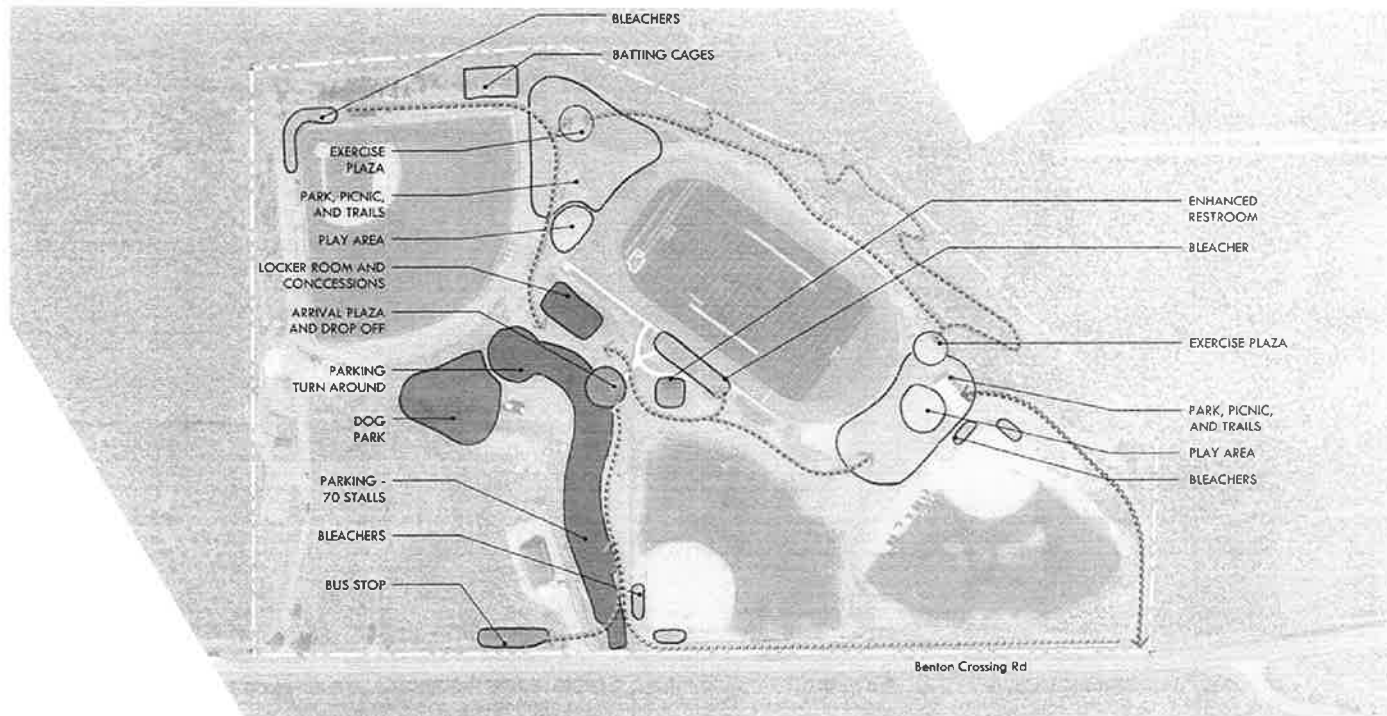 BLEACHERS
BATTING CAGES
EXERCISE
PLAZA
PARK, PICNIC,
AND TRAILS
PLAY AREA
LOCKER ROOM AND
CONCCESSIONS
ARRIVAL PLAZA
AND DROP OFF
PARKING
TURN AROUND
DOG
PARK
PARKING -
70 STALLS
BLEACHERS
BUS STOP
ENHANCED
RESTROOM
BLEACHER
EXERCISE PLAZA
PARK, PICNIC,
AND TRAILS
PLAY AREA
BLEACHERS
Benton Crossing Rd